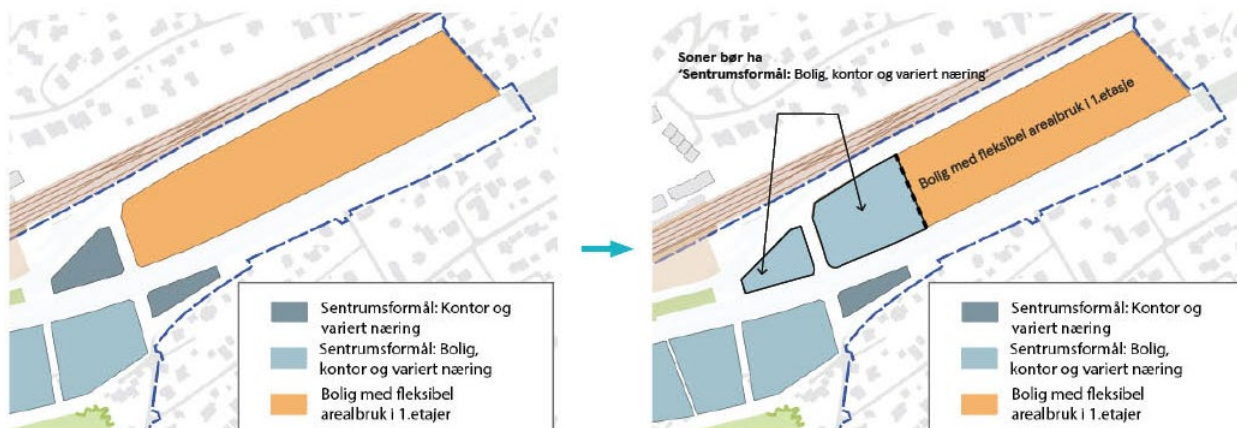 Sentrumsformål: Kontor og
variert næring
Sentrumsformål: Bolig,
kontor og variert næring
Bolig med fleksibel
arealbruk i 1.etajer
Soner bør ha
'Sentrumsformål: Bolig, kontor og variert næring'
Bolig med fleksibel arealbruk i 1.etasje
Sentrumsformål: Kontor og
variert næring
Sentrumsformål: Bolig,
kontor og variert næring
Bolig med fleksibel
arealbruk i 1.etajer